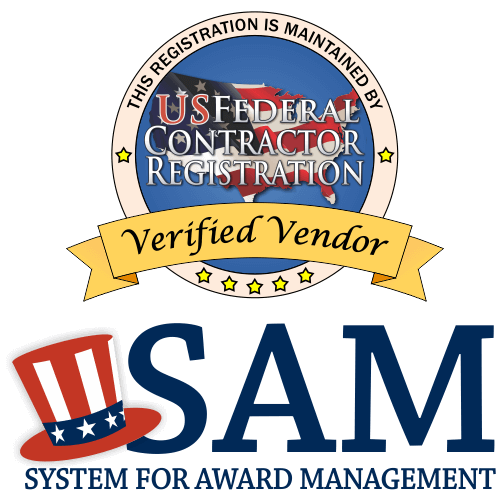 THIS REGISTRATION IS MAINTAINED BY
US FEDERAL
CONTRACTOR
REGISTRATION
Verified Vendor
SAM
SYSTEM FOR AWARD MANAGEMENT